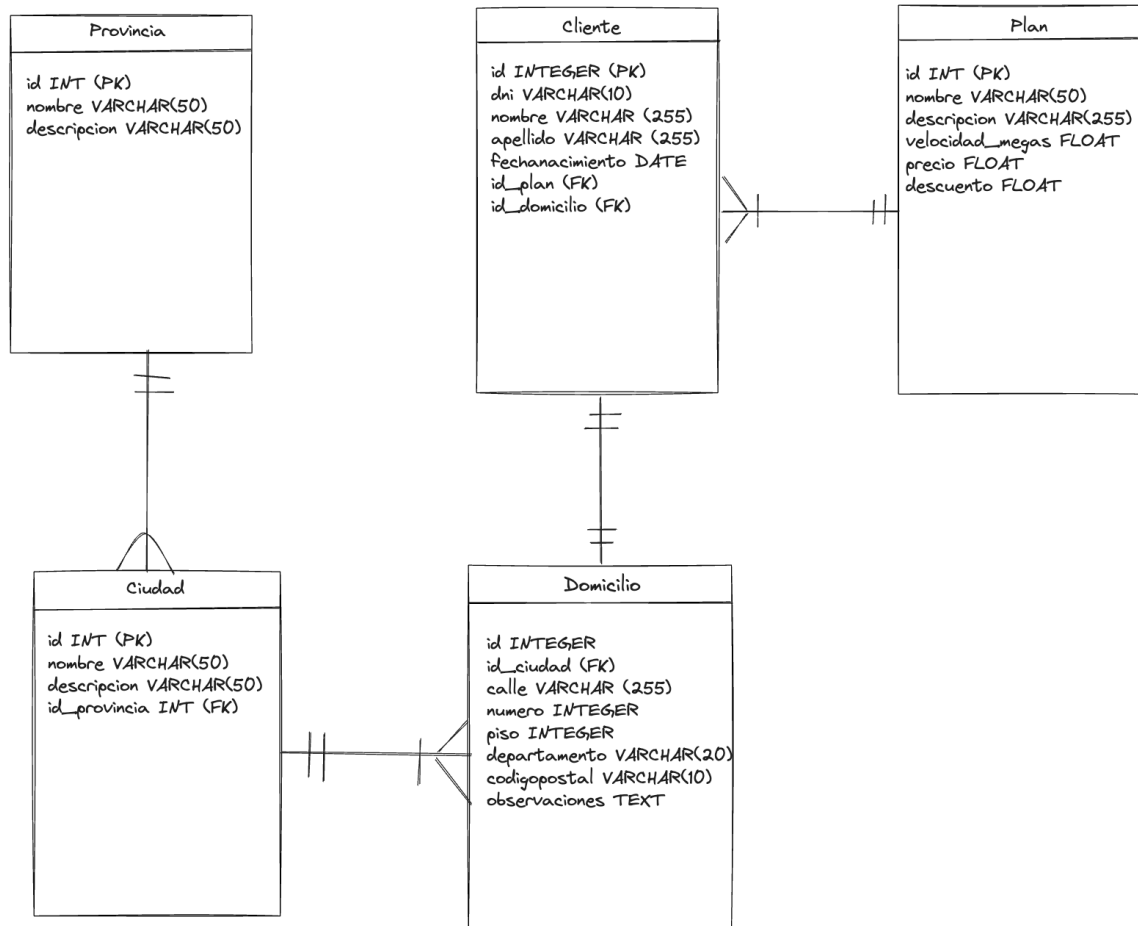 Provincia
id INT (PK)
nombre VARCHAR(50)
descripcion VARCHAR(50)
Cliente
id INTEGER (PK)
dni VARCHAR(10)
nombre VARCHAR (255)
apellido VARCHAR (255)
fechanacimiento DATE
id_plan (FK)
id_domicilio (FK)
Plan
id INT (PK)
nombre VARCHAR(50)
descripcion VARCHAR(255)
velocidad_megas FLOAT
precio FLOAT
descuento FLOAT
Ciudad
id INT (PK)
nombre VARCHAR(50)
descripcion VARCHAR(50)
id_provincia INT (FK)
Domicilio
id INTEGER
id_ciudad (FK)
calle VARCHAR (255)
numero INTEGER
piso INTEGER
departamento VARCHAR(20)
codigopostal VARCHAR(10)
observaciones TEXT